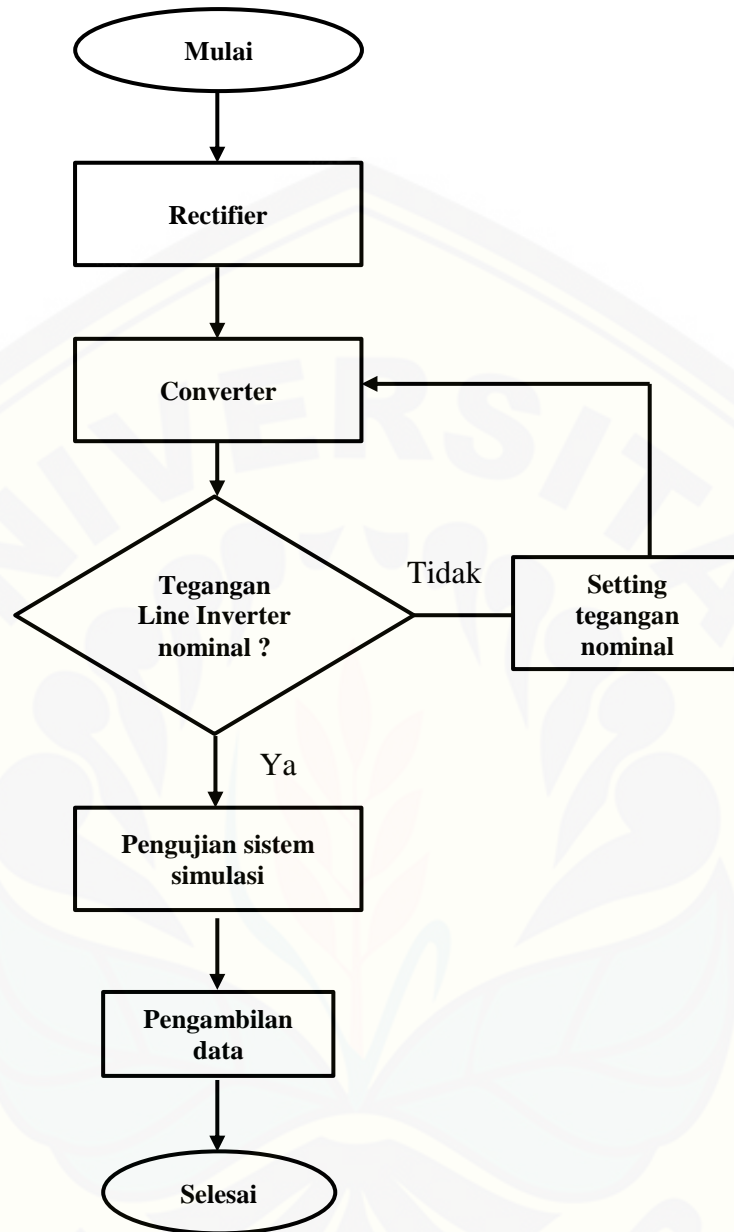 Mulai
Rectifier
Converter
Tegangan
Line Inverter
nominal ?
Tidak
Setting
tegangan
nominal
Ya
Pengujian sistem
simulasi
Pengambilan
data
Selesai